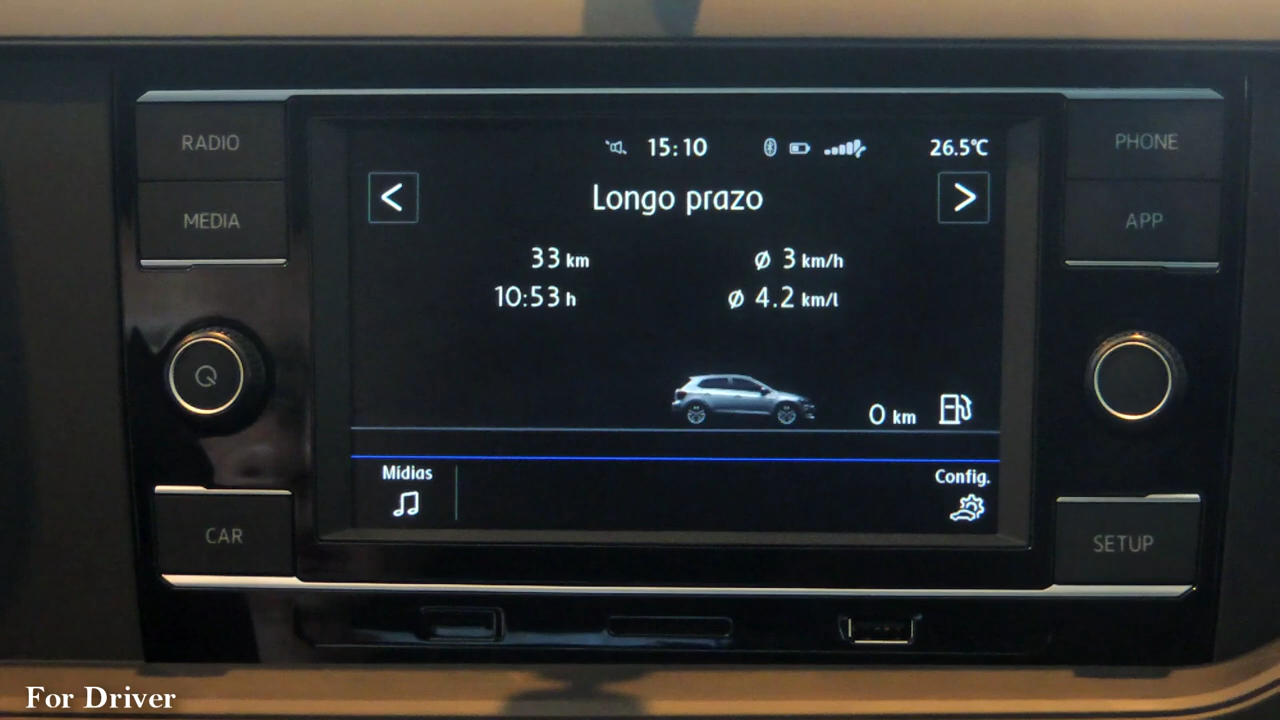 RADIO
MEDIA
CAR
15:10
26.5°C
<
Longo prazo
>
33 km
Ø 3 km/h
10:53 h
Ø 4.2 km/l
0 km
Mídias
Config.
PHONE
APP
SETUP
For Driver